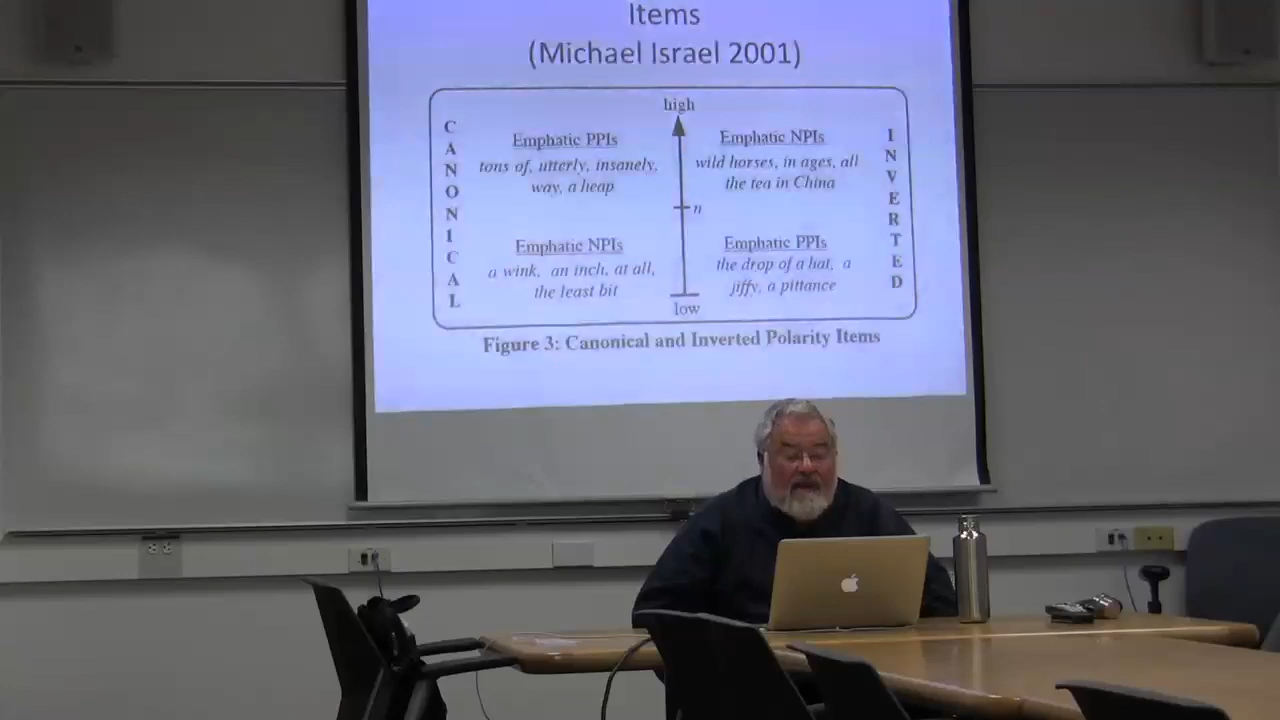 Items
(Michael Israel 2001)
high
CANONICAL
Emphatic PPIs
tons of, utterly, insanely,
way, a heap
Emphatic NPIs
wild horses, in ages, all
the tea in China
INVERTED
n
Emphatic NPIs
a wink, an inch, at all,
the least bit
Emphatic PPIs
the drop of a hat, a
jiffy, a pittance
low
Figure 3: Canonical and Inverted Polarity Items